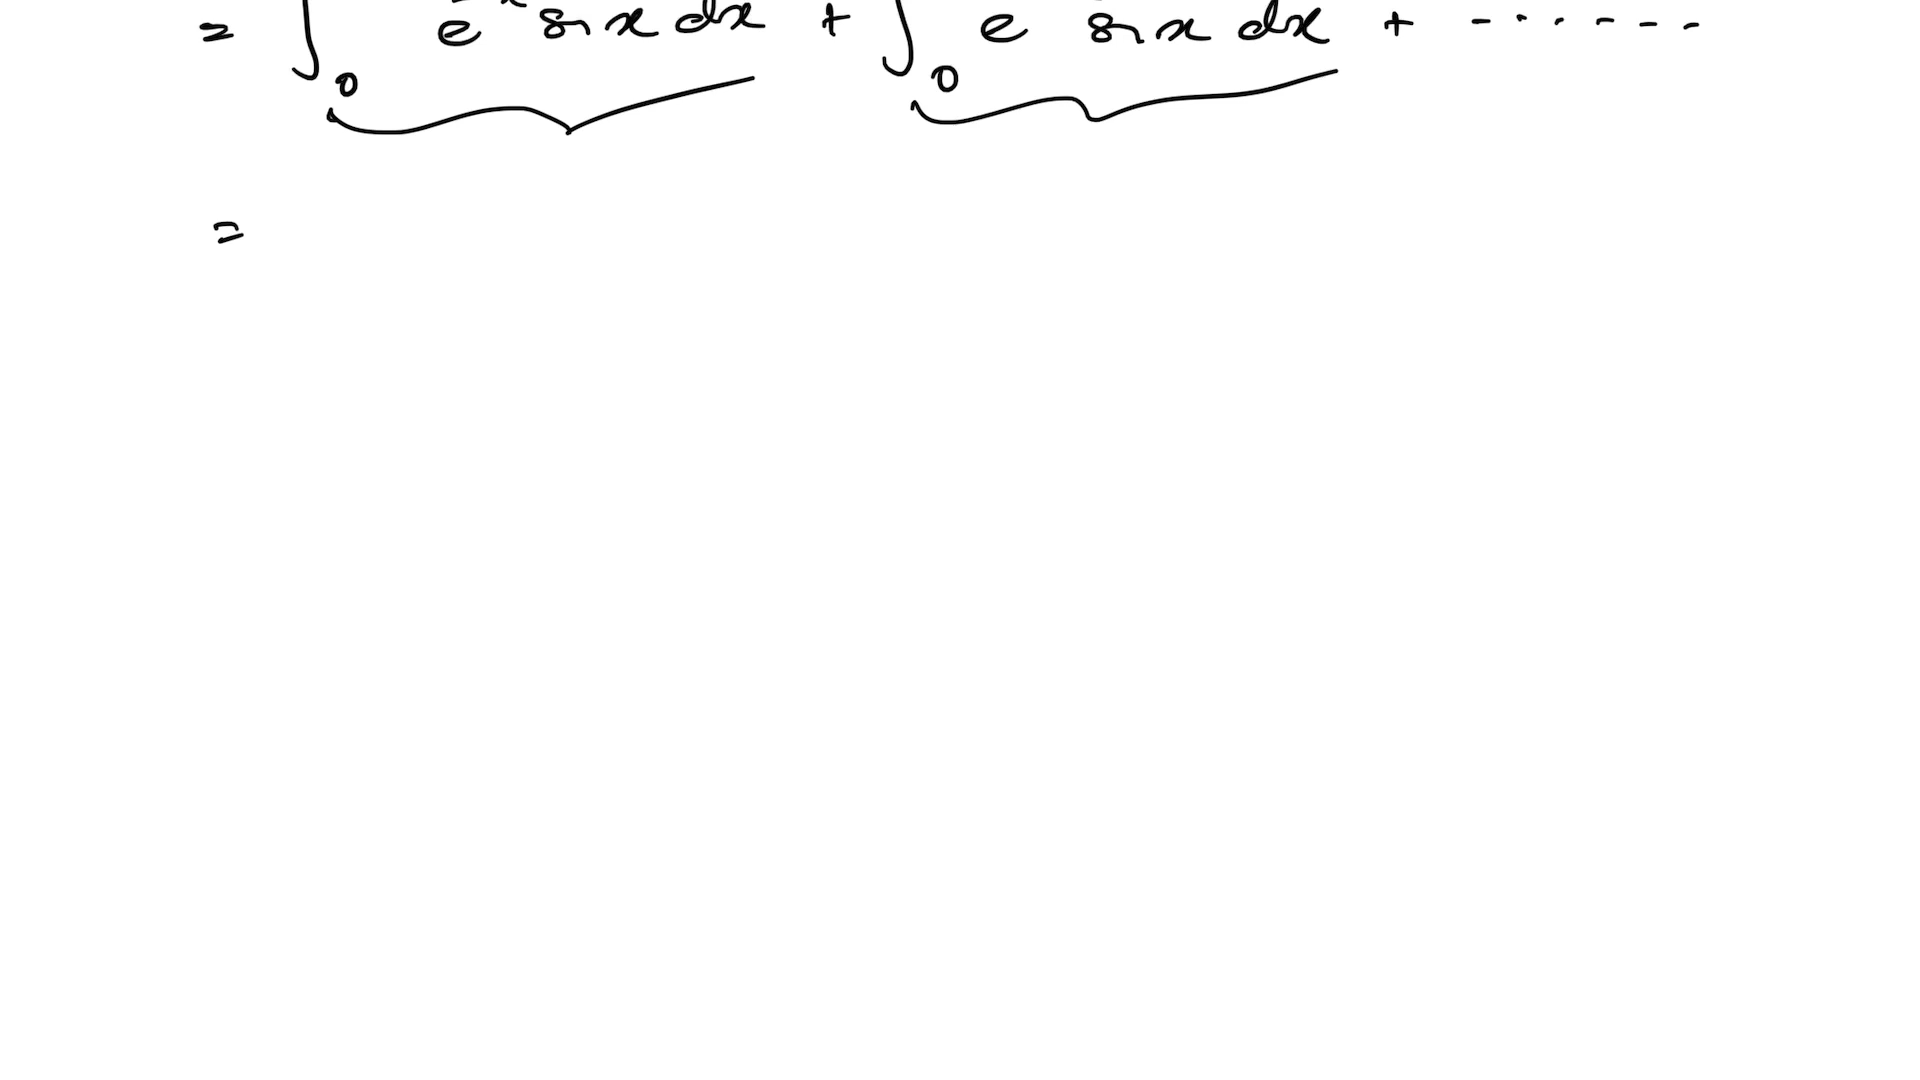 = ∫₀ e⁻ˣ sin x dx + ∫₀ e sin x dx + - - - - - - -
=